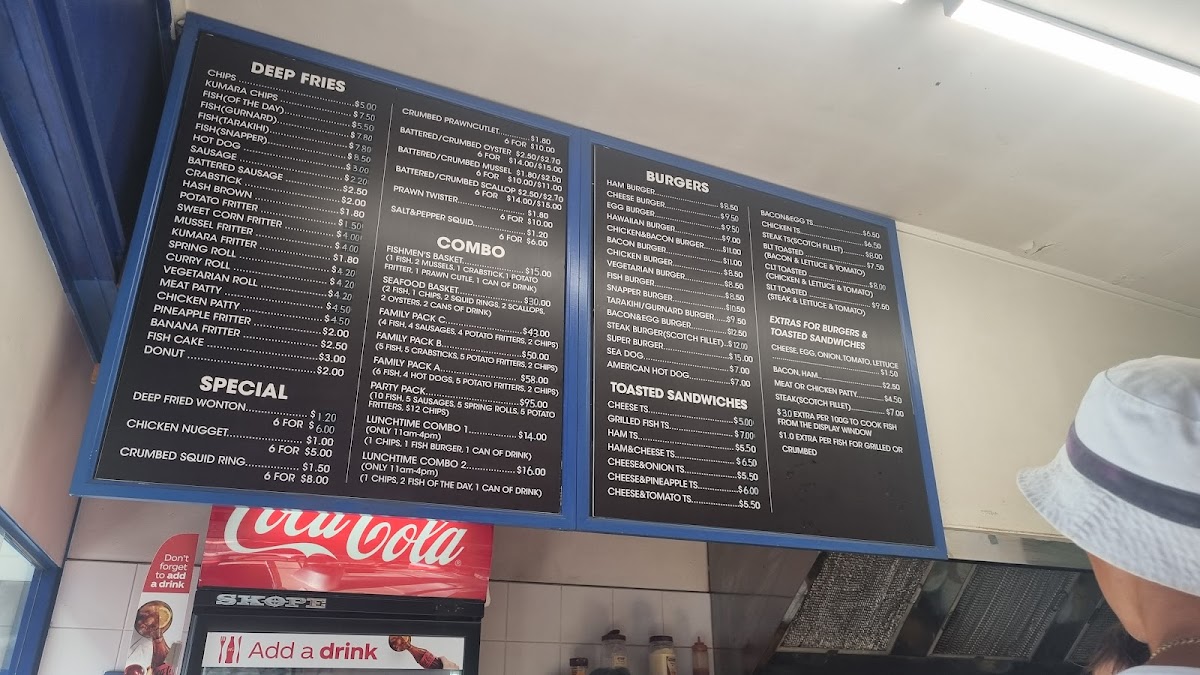 DEEP FRIES
CHIPS ..................$5.00
KUMARA CHIPS ..................$7.50
FISH(OF THE DAY)..................$5.50
FISH(GURNARD)..................$7.80
FISH(TARAKIHI)..................$7.80
FISH(SNAPPER)..................$8.50
HOT DOG ..................$3.00
SAUSAGE ..................$2.20
BATTERED SAUSAGE ..................$2.50
CRABSTICK ..................$2.00
HASH BROWN ..................$1.80
POTATO FRITTER ..................$1.50
SWEET CORN FRITTER ..................$4.00
MUSSEL FRITTER ..................$4.00
KUMARA FRITTER ..................$1.80
SPRING ROLL ..................$4.20
CURRY ROLL ..................$4.20
VEGETARIAN ROLL ..................$4.20
MEAT PATTY ..................$4.50
CHICKEN PATTY ..................$4.50
PINEAPPLE FRITTER ..................$2.00
BANANA FRITTER ..................$2.50
FISH CAKE ..................$3.00
DONUT ..................$2.00
SPECIAL
DEEP FRIED WONTON..................$1.20
6 FOR $6.00
CHICKEN NUGGET..................$1.00
6 FOR $5.00
CRUMBED SQUID RING..................$1.50
6 FOR $8.00
CRUMBED PRAWNCUTLET............$1.80
6 FOR $10.00
BATTERED/CRUMBED OYSTER $2.50/$2.70
6 FOR $14.00/$15.00
BATTERED/CRUMBED MUSSEL $1.80/$2.00
6 FOR $10.00/$11.00
BATTERED/CRUMBED SCALLOP $2.50/$2.70
6 FOR $14.00/$15.00
PRAWN TWISTER..................$1.80
6 FOR $10.00
SALT&PEPPER SQUID..................$1.20
6 FOR $6.00
COMBO
FISHMEN'S BASKET..................$15.00
(1 FISH, 2 MUSSELS, 1 CRABSTICK, 1 POTATO
FRITTER, 1 PRAWN CUTLE, 1 CAN OF DRINK)
SEAFOOD BASKET..................$30.00
(2 FISH, 1 CHIPS, 2 SQUID RINGS, 2 SCALLOPS,
2 OYSTERS, 2 CANS OF DRINK)
FAMILY PACK C..................$43.00
(4 FISH, 4 SAUSAGES, 4 POTATO FRITTERS, 2 CHIPS)
FAMILY PACK B..................$50.00
(5 FISH, 5 CRABSTICKS, 5 POTATO FRITTERS, 2 CHIPS)
FAMILY PACK A..................$58.00
(6 FISH, 4 HOT DOGS, 5 POTATO FRITTERS, 2 CHIPS)
PARTY PACK..................$95.00
(10 FISH, 5 SAUSAGES, 5 SPRING ROLLS, 5 POTATO
FRITTERS, $12 CHIPS)
LUNCHTIME COMBO 1..................$14.00
(ONLY 11am-4pm)
(1 CHIPS, 1 FISH BURGER, 1 CAN OF DRINK)
LUNCHTIME COMBO 2..................$16.00
(ONLY 11am-4pm)
(1 CHIPS, 2 FISH OF THE DAY, 1 CAN OF DRINK)
BURGERS
HAM BURGER..................$8.50
CHEESE BURGER..................$9.50
EGG BURGER..................$9.50
HAWAIIAN BURGER..................$9.00
CHICKEN&BACON BURGER..................$11.00
BACON BURGER..................$11.00
CHICKEN BURGER..................$8.50
VEGETARIAN BURGER..................$8.50
FISH BURGER..................$8.50
SNAPPER BURGER..................$10.50
TARAKIHI/GURNARD BURGER..................$9.50
BACON&EGG BURGER..................$12.50
STEAK BURGER(SCOTCH FILLET)..$12.00
SUPER BURGER..................$15.00
SEA DOG..................$7.00
AMERICAN HOT DOG..................$7.00
TOASTED SANDWICHES
CHEESE TS..................$5.00
GRILLED FISH TS..................$7.00
HAM TS..................$5.50
HAM&CHEESE TS..................$6.50
CHEESE&ONION TS..................$5.50
CHEESE&PINEAPPLE TS..................$6.00
CHEESE&TOMATO TS..................$5.50
BACON&EGG TS..................$6.50
CHICKEN TS..................$6.50
STEAK TS(SCOTCH FILLET)..........$8.00
BLT TOASTED..................$7.50
(BACON & LETTUCE & TOMATO)
CLT TOASTED..................$8.00
(CHICKEN & LETTUCE & TOMATO)
SLT TOASTED..................$9.50
(STEAK & LETTUCE & TOMATO)
EXTRAS FOR BURGERS &
TOASTED SANDWICHES
CHEESE, EGG, ONION, TOMATO, LETTUCE
..................$1.50
BACON, HAM..................$2.50
MEAT OR CHICKEN PATTY..................$4.50
STEAK(SCOTCH FILLET)..................$7.00
$3.0 EXTRA PER 100G TO COOK FISH
FROM THE DISPLAY WINDOW
$1.0 EXTRA PER FISH FOR GRILLED OR
CRUMBED
Coca-Cola
Don't
forget
to add
a drink
SKOPE
Add a drink